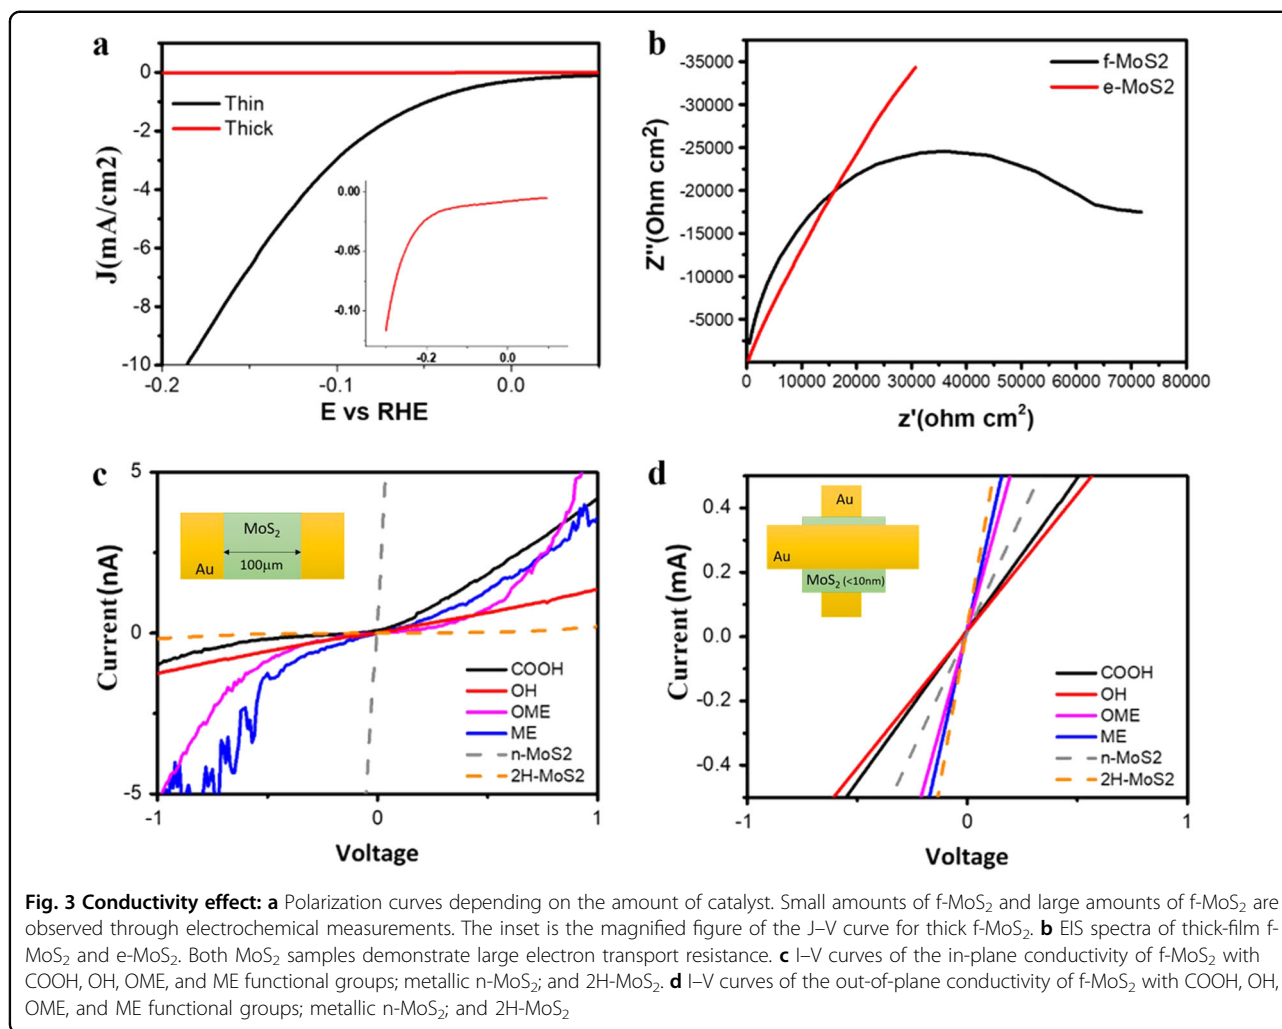 a
0
-2
-4
-6
-8
-10
J(mA/cm2)
Thin
Thick
0.00
-0.05
-0.10
-0.2
0.0
-0.2
-0.1
0.0
E vs RHE
b
-35000
-30000
-25000
-20000
-15000
-10000
-5000
Z''(Ohm cm²)
f-MoS2
e-MoS2
0
10000 20000 30000 40000 50000 60000 70000 80000
z'(ohm cm²)
c
5
0
-5
Current (nA)
MoS₂
100μm
Au
COOH
OH
OME
ME
n-MoS2
2H-MoS2
-1
0
1
Voltage
d
0.4
0.2
0.0
-0.2
-0.4
Current (mA)
Au
Au
MoS₂ (<10nm)
COOH
OH
OME
ME
n-MoS2
2H-MoS2
-1
0
1
Voltage
Fig. 3 Conductivity effect: a Polarization curves depending on the amount of catalyst. Small amounts of f-MoS₂ and large amounts of f-MoS₂ are
observed through electrochemical measurements. The inset is the magnified figure of the J–V curve for thick f-MoS₂. b EIS spectra of thick-film f-
MoS₂ and e-MoS₂. Both MoS₂ samples demonstrate large electron transport resistance. c I–V curves of the in-plane conductivity of f-MoS₂ with
COOH, OH, OME, and ME functional groups; metallic n-MoS₂; and 2H-MoS₂. d I–V curves of the out-of-plane conductivity of f-MoS₂ with COOH, OH,
OME, and ME functional groups; metallic n-MoS₂; and 2H-MoS₂